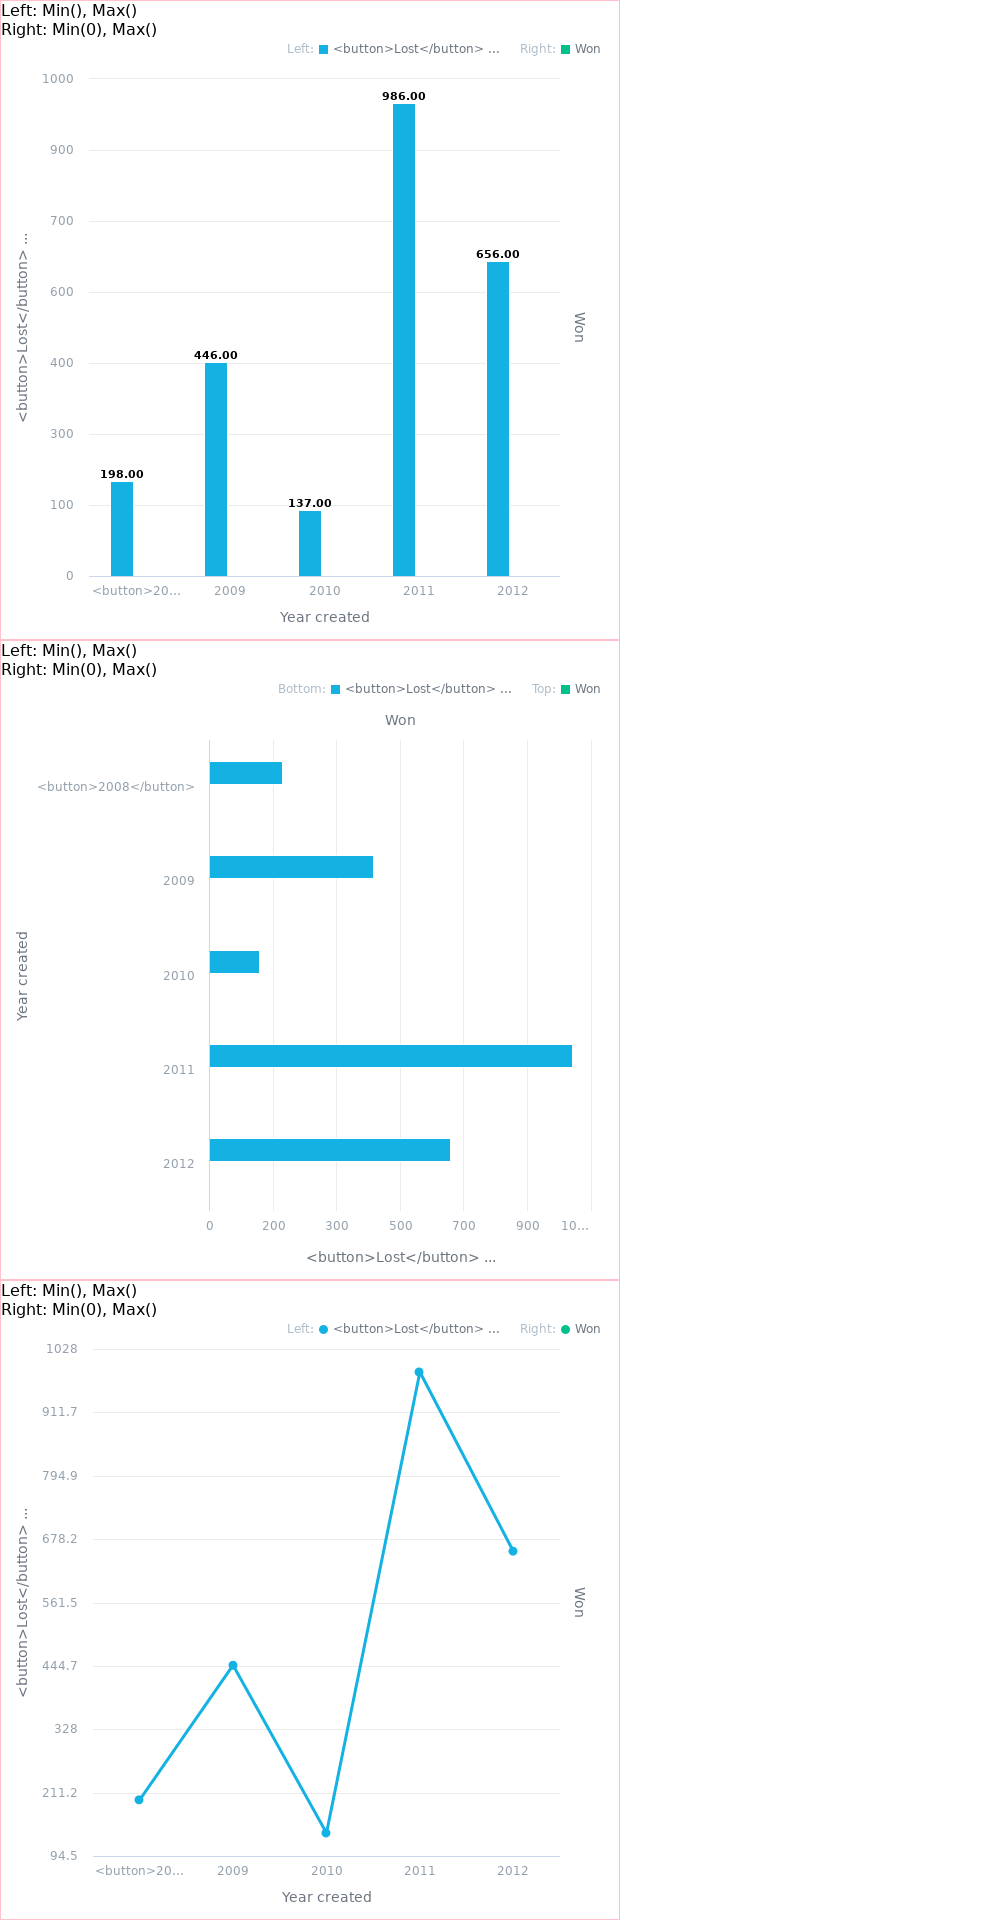 Left: Min(), Max()
Right: Min(0), Max()
Left: <button>Lost</button> ... Right: Won
1000
900
700
600
400
300
100
0
<button>Lost</button> ...
Won
986.00
656.00
446.00
198.00
137.00
<button>20... 2009 2010 2011 2012
Year created
Left: Min(), Max()
Right: Min(0), Max()
Bottom: <button>Lost</button> ... Top: Won
Won
<button>2008</button>
2009
2010
2011
2012
Year created
0 200 300 500 700 900 10...
<button>Lost</button> ...
Left: Min(), Max()
Right: Min(0), Max()
Left: <button>Lost</button> ... Right: Won
1028
911.7
794.9
678.2
561.5
444.7
328
211.2
94.5
<button>Lost</button> ...
Won
<button>20... 2009 2010 2011 2012
Year created